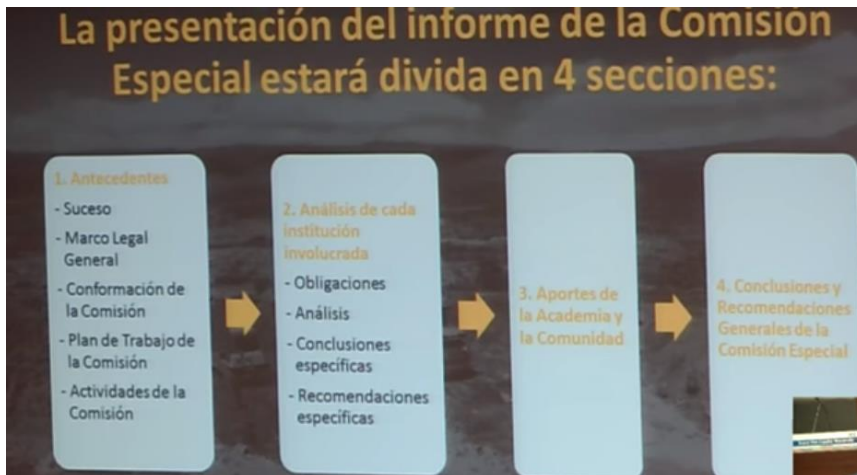 La presentación del informe de la Comisión
Especial estará divida en 4 secciones:
1. Antecedentes
- Suceso
- Marco Legal
General
- Conformación de
la Comisión
- Plan de Trabajo de
la Comisión
- Actividades de la
Comisión
2. Análisis de cada
institución
involucrada
- Obligaciones
- Análisis
- Conclusiones
específicas
- Recomendaciones
específicas
3. Aportes de
la Academia y
la Comunidad
4. Conclusiones y
Recomendaciones
Generales de la
Comisión Especial